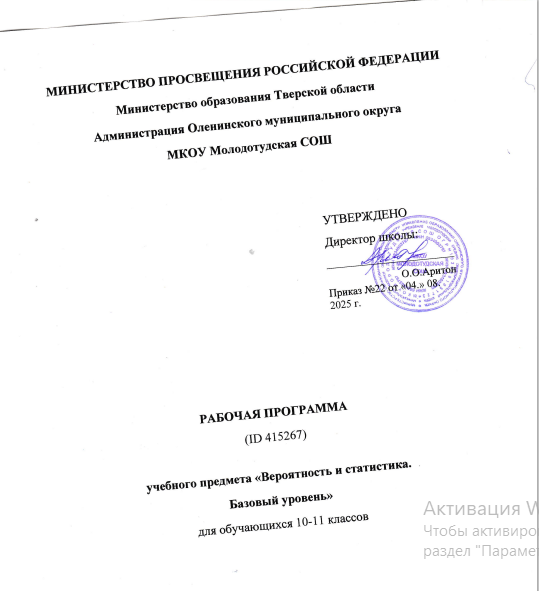 МИНИСТЕРСТВО ПРОСВЕЩЕНИЯ РОССИЙСКОЙ ФЕДЕРАЦИИ
Министерство образования Тверской области
Администрация Оленинского муниципального округа
МКОУ Молодотудская СОШ
УТВЕРЖДЕНО
Директор школы:
МОЛОДОТУДСКАЯ
О.О.Аритон
Приказ №22 от «04.» 08.
2025 г.
РАБОЧАЯ ПРОГРАММА
(ID 415267)
учебного предмета «Вероятность и статистика.
Базовый уровень»
для обучающихся 10-11 классов
Активация W
Чтобы активиро
раздел "Параме